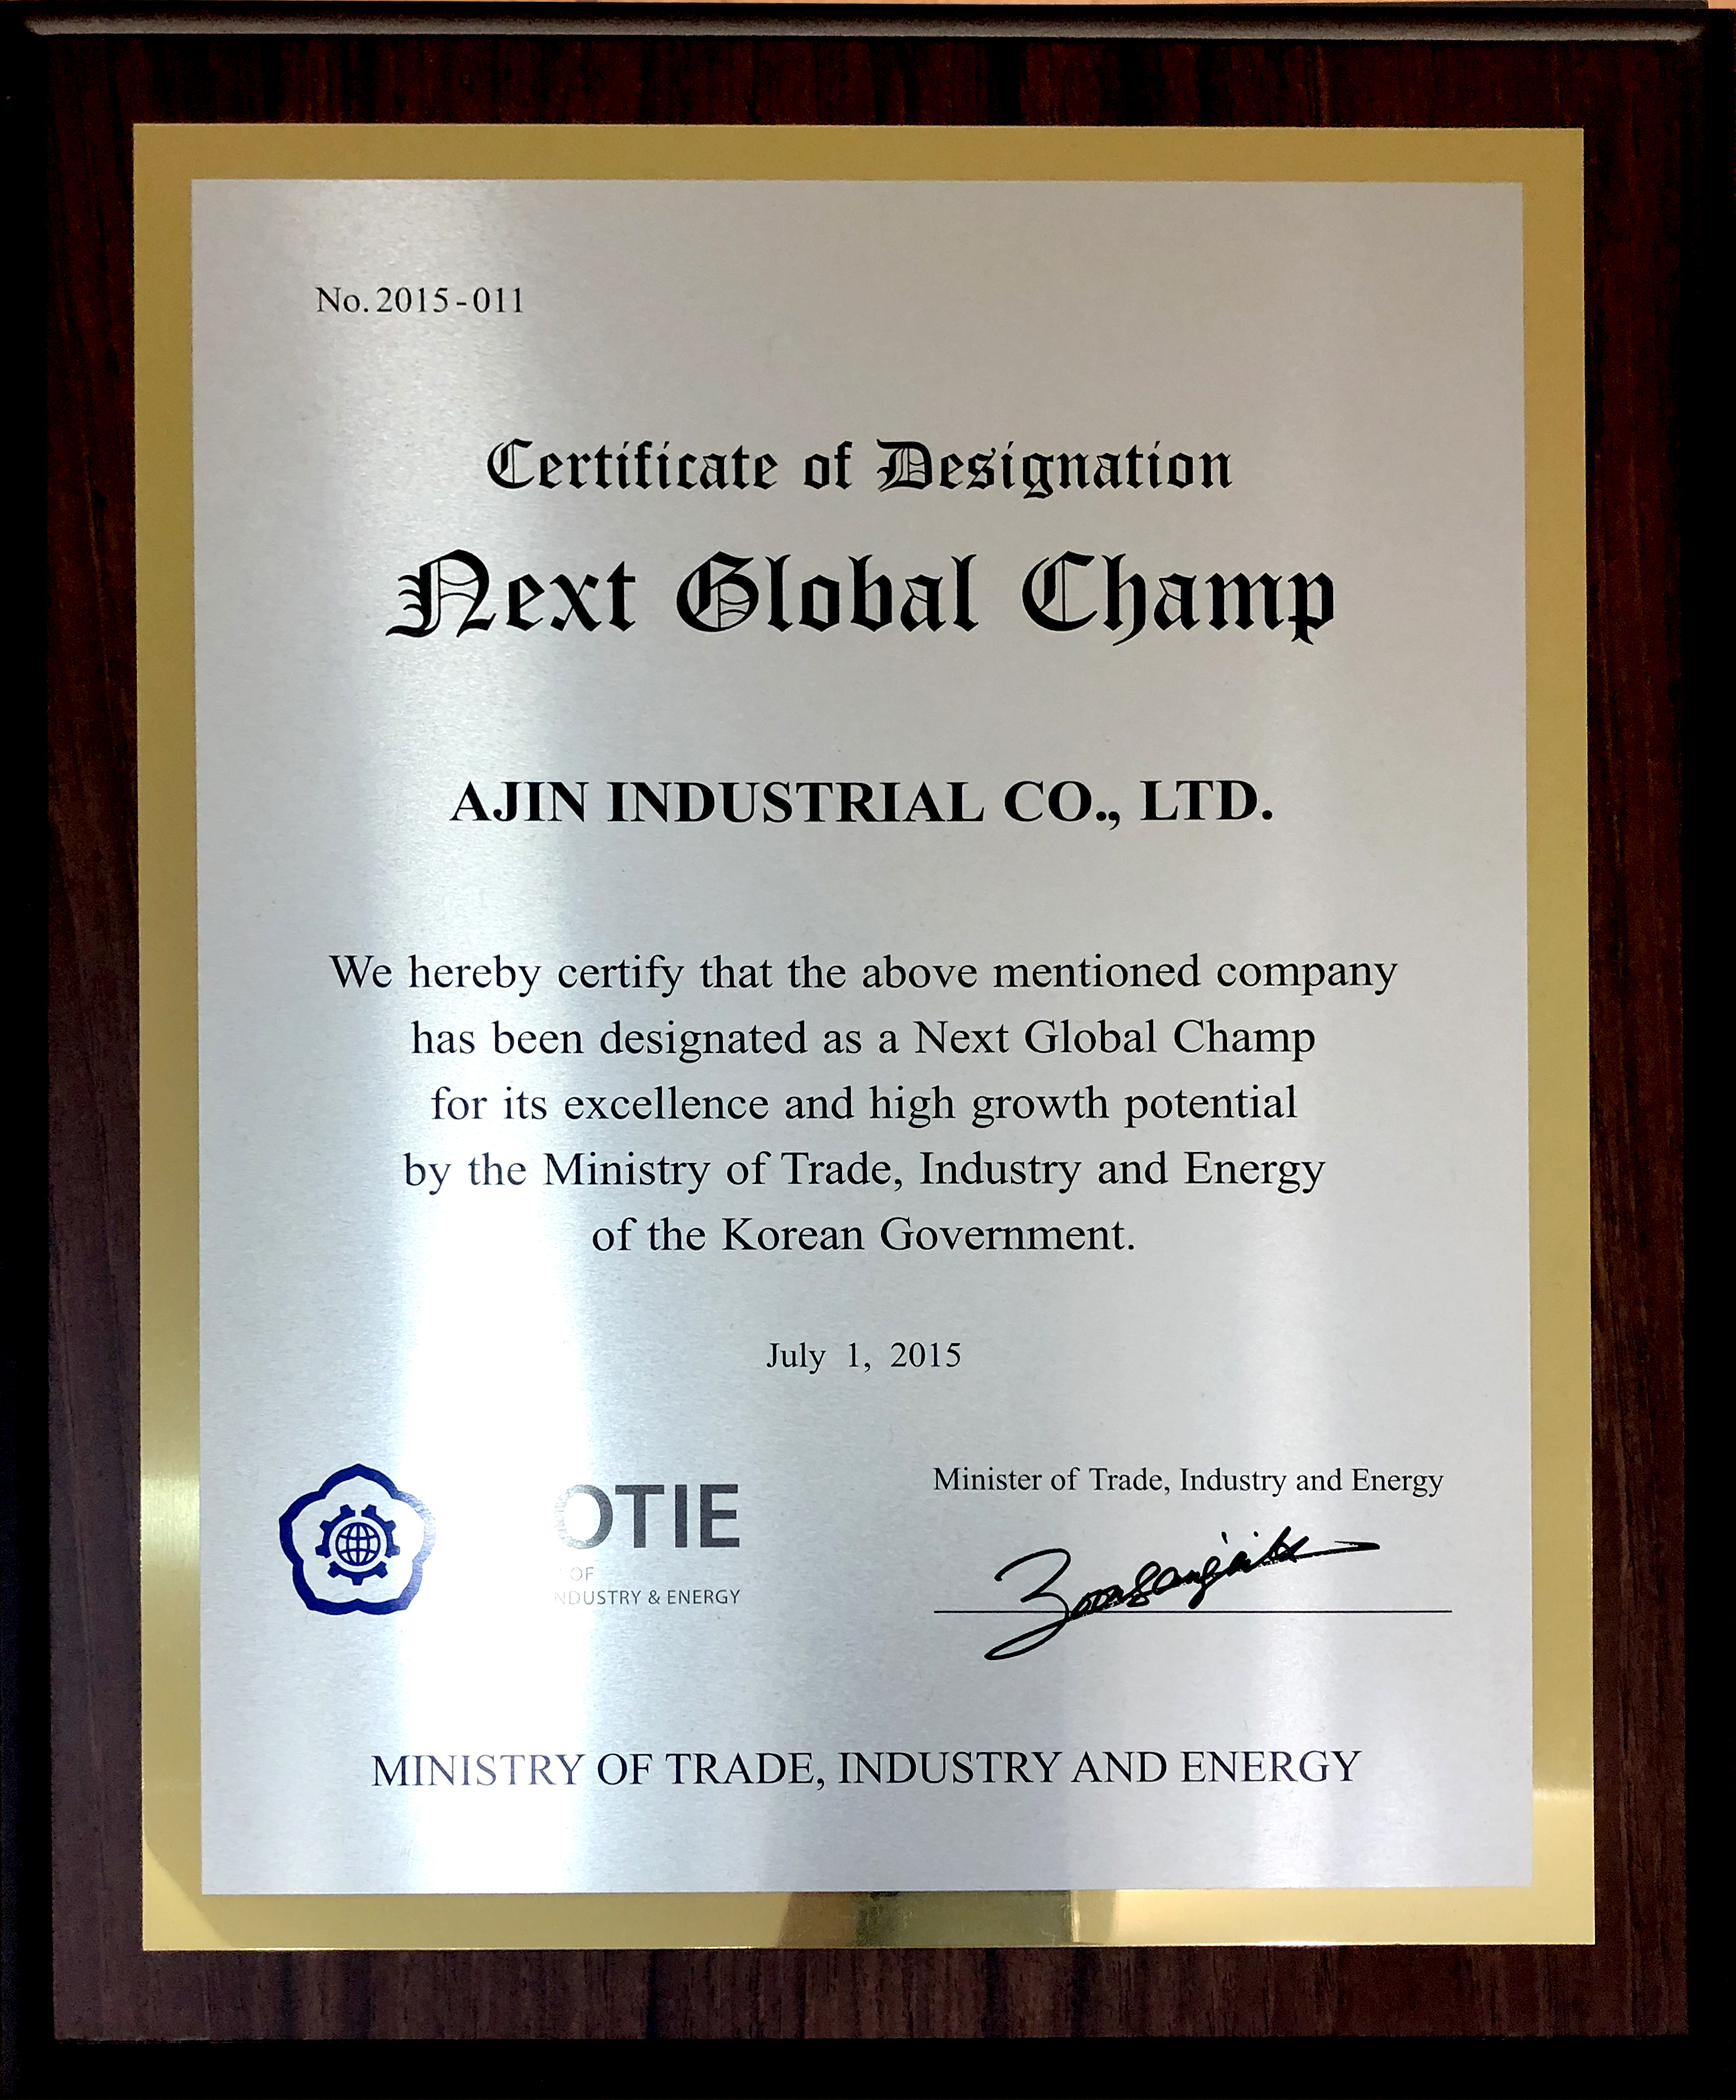 No. 2015-011
Certificate of Designation
Next Global Champ
AJIN INDUSTRIAL CO., LTD.
We hereby certify that the above mentioned company
has been designated as a Next Global Champ
for its excellence and high growth potential
by the Ministry of Trade, Industry and Energy
of the Korean Government.
July 1, 2015
OTIE
OF
NDUSTRY & ENERGY
Minister of Trade, Industry and Energy
MINISTRY OF TRADE, INDUSTRY AND ENERGY